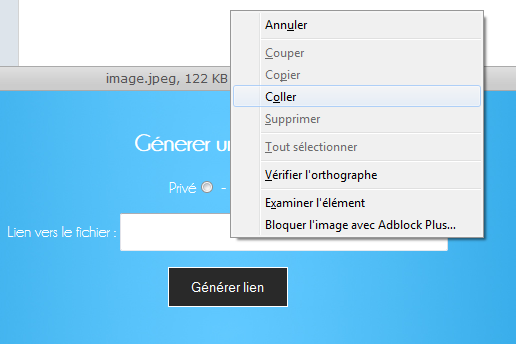 Annuler
Couper
Copier
image.jpeg, 122 KB
Coller
Supprimer
Génerer
Tout sélectionner
Vérifier l'orthographe
Privé -
Examiner l'élément
Bloquer l'image avec Adblock Plus...
Lien vers le fichier :
Générer lien